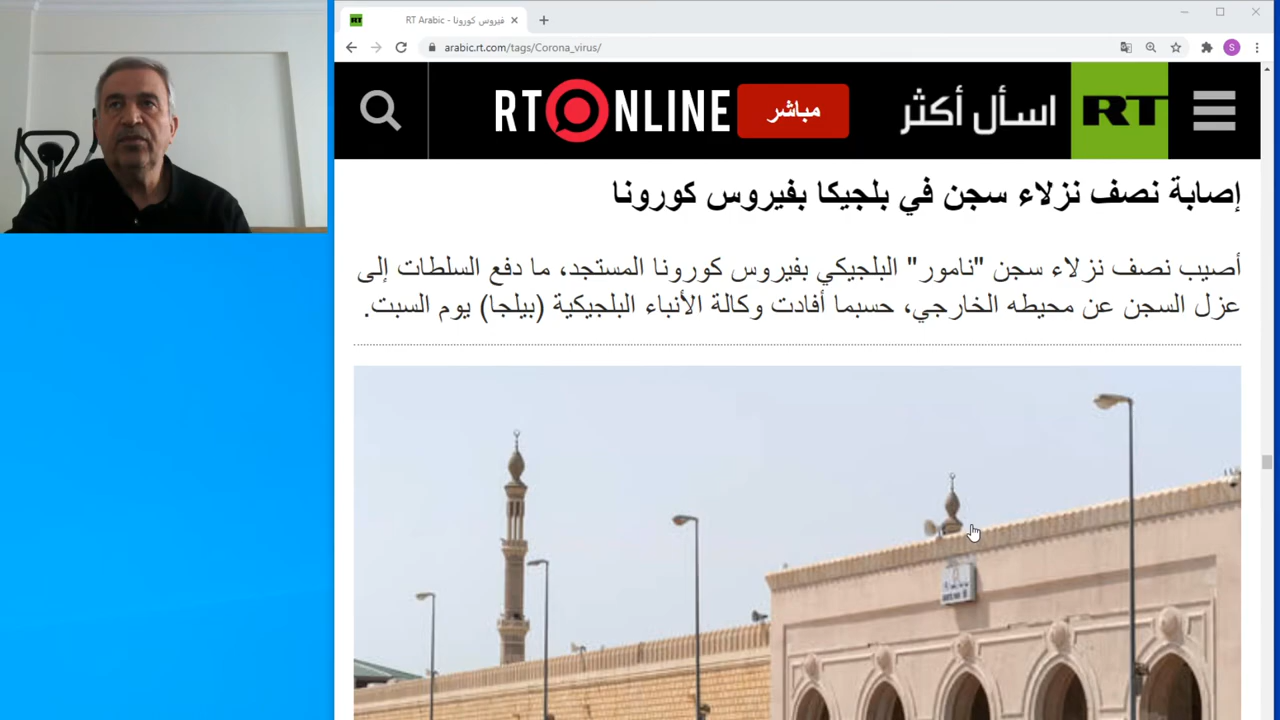 فيروس كورونا - RT Arabic
arabic.rt.com/tags/Corona_virus/
S
RT ONLINE
مباشر
اسأل أكثر
RT
إصابة نصف نزلاء سجن في بلجيكا بفيروس كورونا
أصيب نصف نزلاء سجن "نامور" البلجيكي بفيروس كورونا المستجد، ما دفع السلطات إلى
عزل السجن عن محيطه الخارجي، حسبما أفادت وكالة الأنباء البلجيكية (بيلجا) يوم السبت.